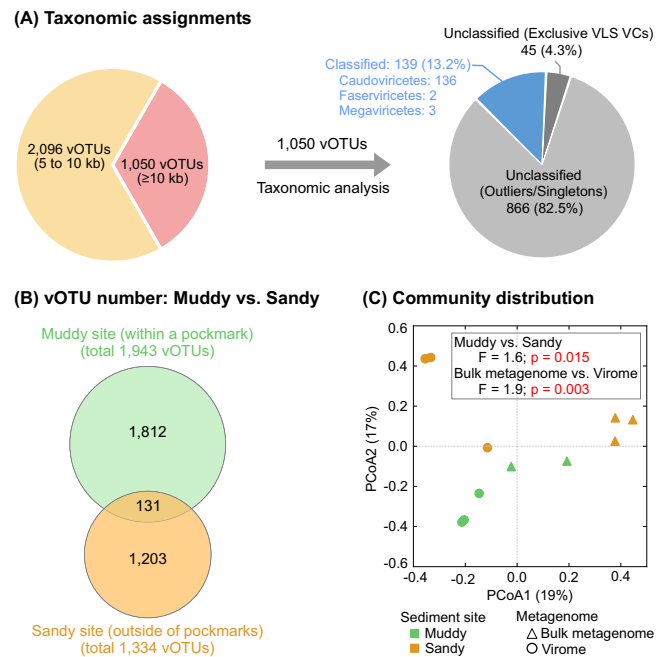 (A) Taxonomic assignments
2,096 vOTUs
(5 to 10 kb)
1,050 vOTUs
(≥10 kb)
1,050 vOTUs
Taxonomic analysis
Unclassified (Exclusive VLS VCs)
45 (4.3%)
Classified: 139 (13.2%)
Caudoviricetes: 136
Faserviricetes: 2
Megaviricetes: 3
Unclassified
(Outliers/Singletons)
866 (82.5%)
(B) vOTU number: Muddy vs. Sandy
Muddy site (within a pockmark)
(total 1,943 vOTUs)
1,812
131
1,203
Sandy site (outside of pockmarks)
(total 1,334 vOTUs)
(C) Community distribution
Muddy vs. Sandy
F = 1.6; p = 0.015
Bulk metagenome vs. Virome
F = 1.9; p = 0.003
PCoA2 (17%)
0.6
0.4
0.2
0.0
-0.2
-0.4
-0.6
-0.4
-0.2
0.0
0.2
0.4
PCoA1 (19%)
Sediment site
Muddy
Sandy
Metagenome
Bulk metagenome
Virome